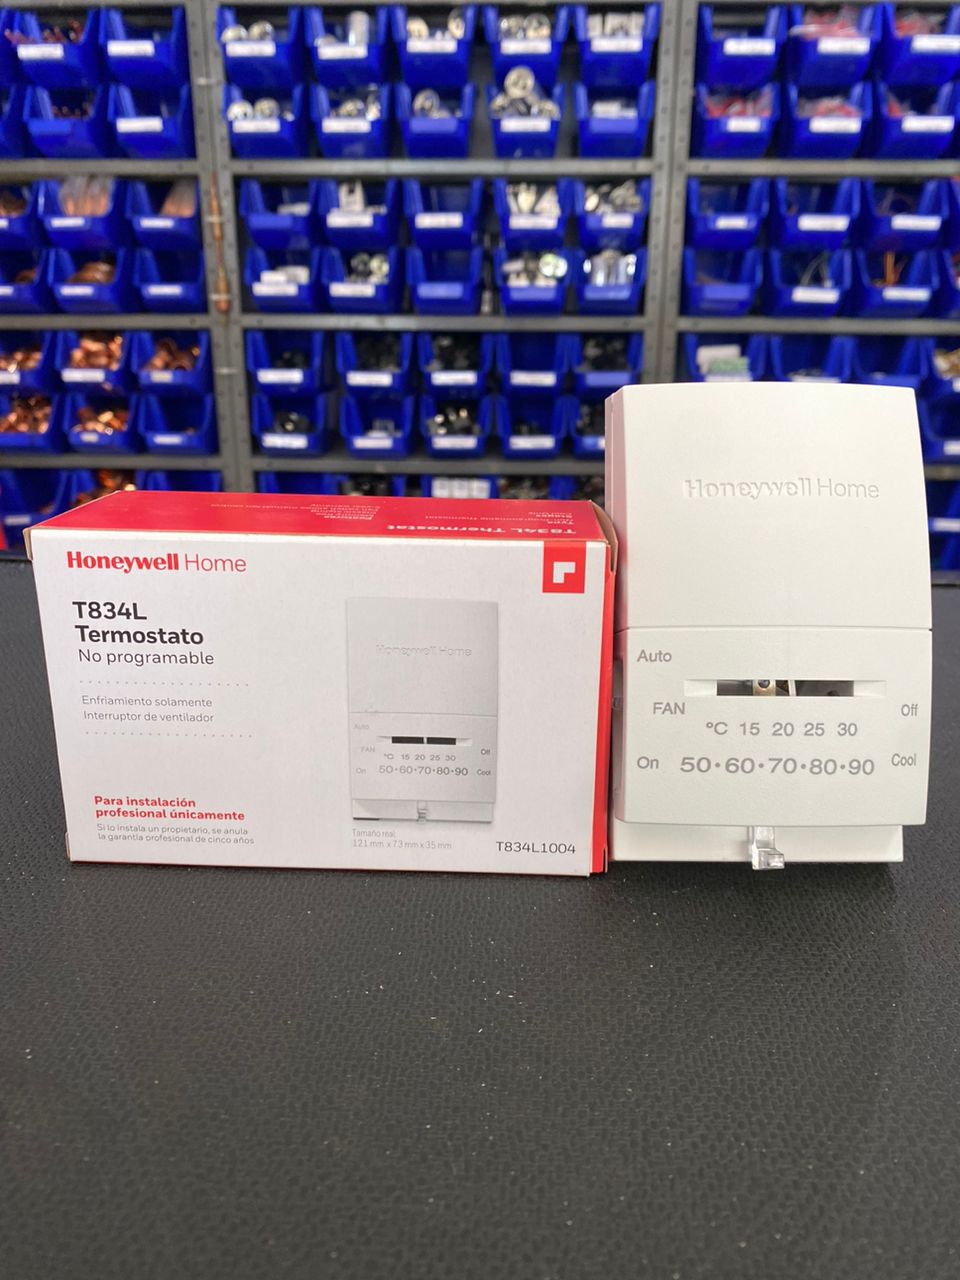 Honeywell Home
T834L
Termostato
No programable
Enfriamiento solamente
Interruptor de ventilador
Para instalación
profesional únicamente
Si lo instala un propietario, se anula
la garantía profesional de cinco años
Honeywell Home
Auto
FAN
Off
°C 15 20 25 30
On 50•60•70•80•90 Cool
Tamaño real:
121 mm x 73 mm x 35 mm
T834L1004
T834L Thermostat
Honeywell Home
Auto
FAN
Off
°C 15 20 25 30
On 50•60•70•80•90 Cool